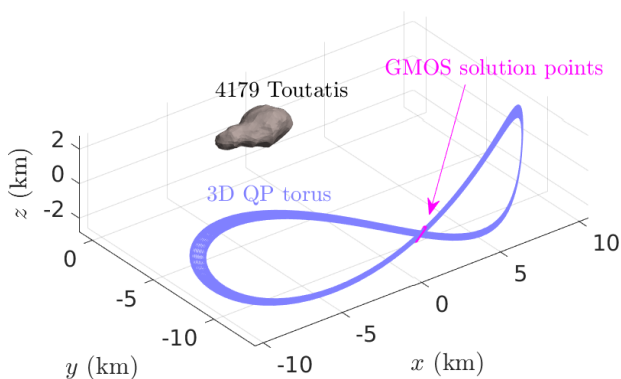 GMOS solution points
4179 Toutatis
3D QP torus
z (km)
2
0
-2
0
-5
-10
y (km)
-10
-5
0
5
10
x (km)